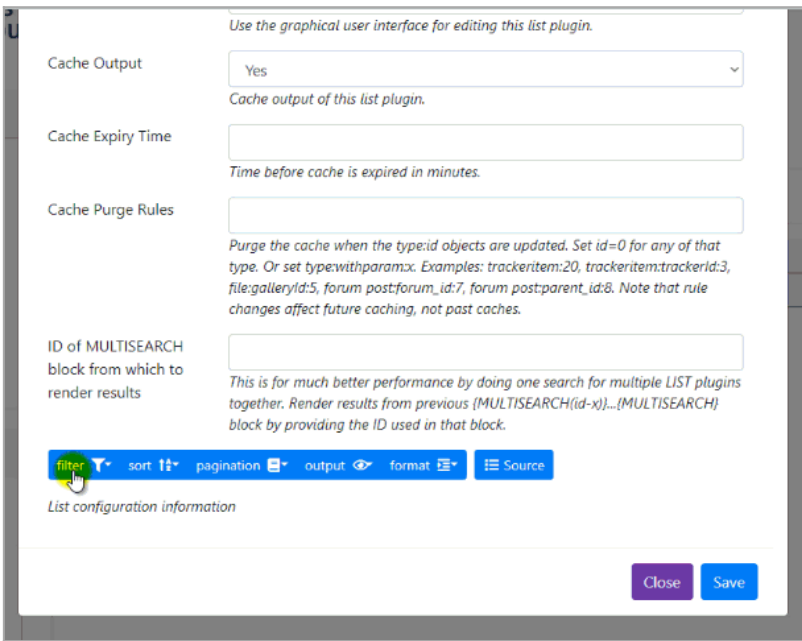 Use the graphical user interface for editing this list plugin.
Cache Output
Yes
Cache output of this list plugin.
Cache Expiry Time
Time before cache is expired in minutes.
Cache Purge Rules
Purge the cache when the type:id objects are updated. Set id=0 for any of that
type. Or set type:withparam:x. Examples: trackeritem:20, trackeritem:trackerId:3,
file:galleryId:5, forum post:forum_id:7, forum post:parent_id:8. Note that rule
changes affect future caching, not past caches.
ID of MULTISEARCH
block from which to
render results
This is for much better performance by doing one search for multiple LIST plugins
together. Render results from previous {MULTISEARCH(id-x)}...{MULTISEARCH}
block by providing the ID used in that block.
filter sort pagination output format Source
List configuration information
Close Save